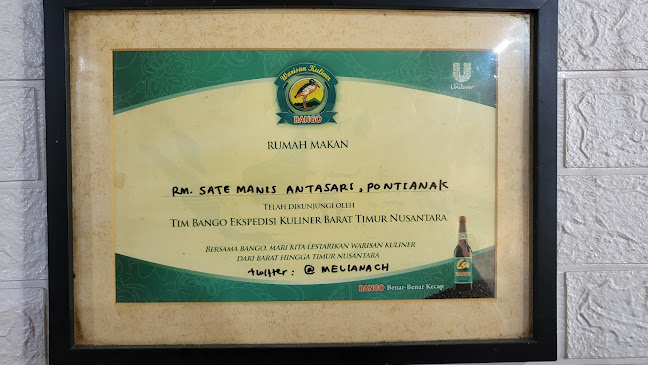 Warisan Kuliner
BANGO
Unilever
RUMAH MAKAN
RM. SATE MANIS ANTASARI, PONTIANAK
TELAH DIKUNJUNGI OLEH
TIM BANGO EKSPEDISI KULINER BARAT TIMUR NUSANTARA
BERSAMA BANGO, MARI KITA LESTARIKAN WARISAN KULINER
DARI BARAT HINGGA TIMUR NUSANTARA
twitter: @MELIANACH
BANGO Benar-Benar Kecap